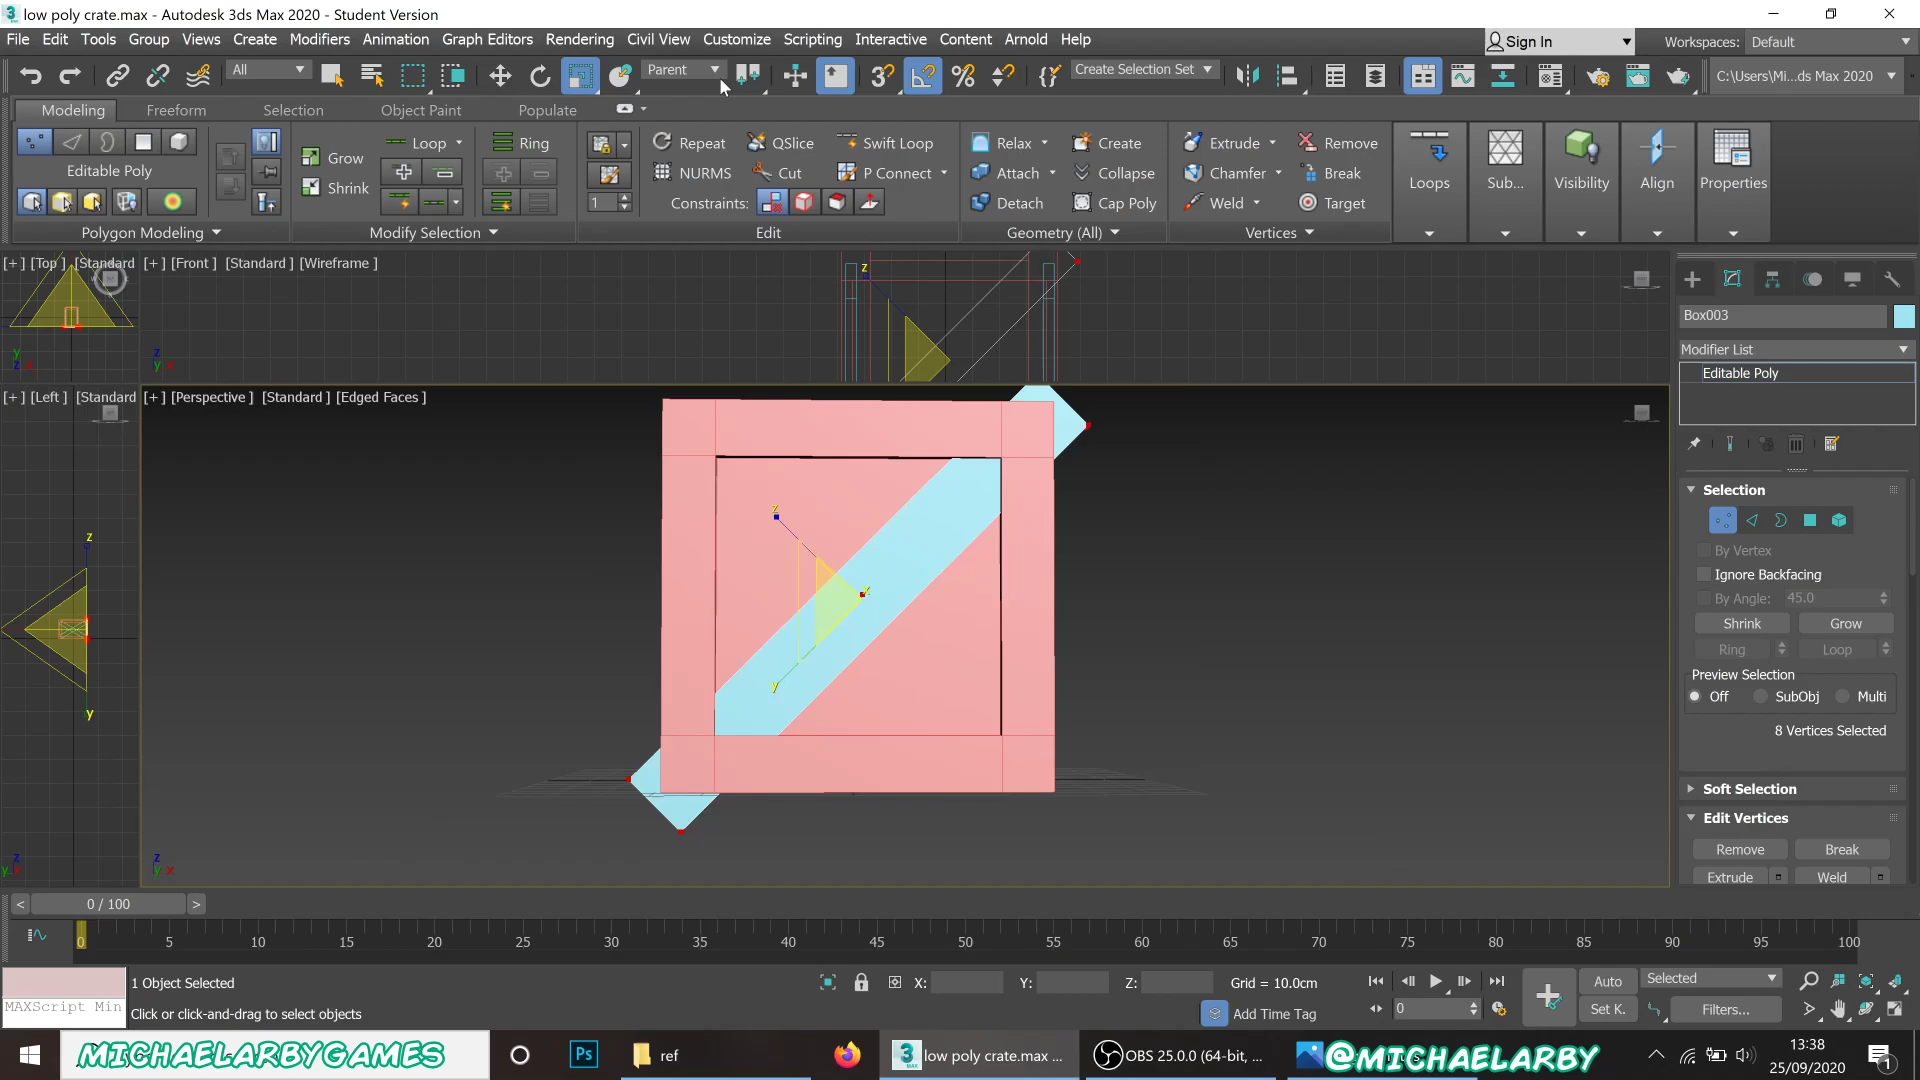 low poly crate.max - Autodesk 3ds Max 2020 - Student Version
File Edit Tools Group Views Create Modifiers Animation Graph Editors Rendering Civil View Customize Scripting Interactive Content Arnold Help Sign In Workspaces: Default
All Parent Create Selection Set C:\Users\Mi...ds Max 2020
Modeling Freeform Selection Object Paint Populate
Loop Ring Repeat QSlice Swift Loop Relax Create Extrude Remove
Editable Poly Grow NURMS Cut P Connect Attach Collapse Chamfer Break Loops Sub... Visibility Align Properties
Shrink 1 Constraints: Detach Cap Poly Weld Target
Polygon Modeling Modify Selection Edit Geometry (All) Vertices
[+] [Top ] [Standard [+] [Front ] [Standard ] [Wireframe ]
z
Box003
Modifier List
Editable Poly
y z
z x y x
[+] [Left ] [Standard [+] [Perspective ] [Standard ] [Edged Faces ]
Selection
z
z
By Vertex
Ignore Backfacing
x By Angle: 45.0
Shrink Grow
Ring Loop
y Preview Selection
y Off SubObj Multi
8 Vertices Selected
Soft Selection
Edit Vertices
Remove Break
z z
y x y x
Extrude Weld
< 0 / 100 >
0 5 10 15 20 25 30 35 40 45 50 55 60 65 70 75 80 85 90 95 100
1 Object Selected X: Y: Z: Grid = 10.0cm Auto Selected
MAXScript Min Click or click-and-drag to select objects Add Time Tag 0 Set K. Filters...
MICHAELARBYGAMES Ps ref 3 MAX low poly crate.max ... OBS 25.0.0 (64-bit, ... @MICHAELARBY 13:38
25/09/2020 1